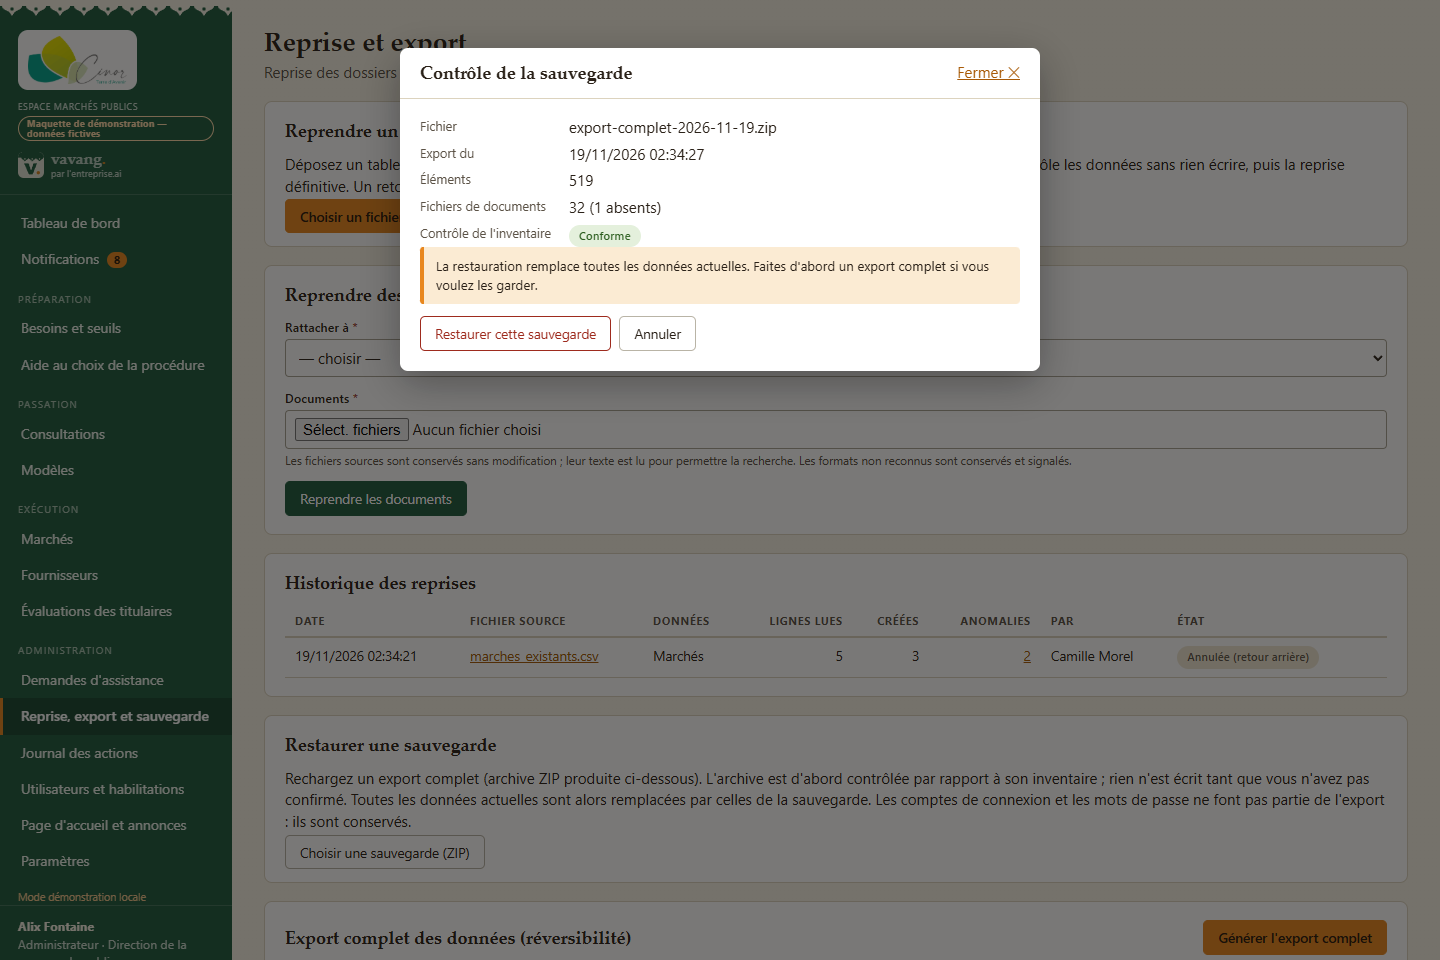 Cinor
ESPACE MARCHÉS PUBLICS
Maquette de démonstration —
données fictives
vavang.
par l'entreprise.ai
Tableau de bord
Notifications 8
PRÉPARATION
Besoins et seuils
Aide au choix de la procédure
PASSATION
Consultations
Modèles
EXÉCUTION
Marchés
Fournisseurs
Évaluations des titulaires
ADMINISTRATION
Demandes d'assistance
Reprise, export et sauvegarde
Journal des actions
Utilisateurs et habilitations
Page d'accueil et annonces
Paramètres
Mode démonstration locale
Alix Fontaine
Administrateur · Direction de la
Reprise et export
Reprise des dossiers
Contrôle de la sauvegarde
Fermer ✕
Fichier export-complet-2026-11-19.zip
Export du 19/11/2026 02:34:27
Éléments 519
Fichiers de documents 32 (1 absents)
Contrôle de l'inventaire Conforme
La restauration remplace toutes les données actuelles. Faites d'abord un export complet si vous
voulez les garder.
Restaurer cette sauvegarde Annuler
Reprendre un
Déposez un table ôle les données sans rien écrire, puis la reprise
définitive. Un reto
Choisir un fichie
Reprendre des
Rattacher à *
— choisir —
Documents *
Sélect. fichiers Aucun fichier choisi
Les fichiers sources sont conservés sans modification ; leur texte est lu pour permettre la recherche. Les formats non reconnus sont conservés et signalés.
Reprendre les documents
Historique des reprises
DATE FICHIER SOURCE DONNÉES LIGNES LUES CRÉÉES ANOMALIES PAR ÉTAT
19/11/2026 02:34:21 marches_existants.csv Marchés 5 3 2 Camille Morel Annulée (retour arrière)
Restaurer une sauvegarde
Rechargez un export complet (archive ZIP produite ci-dessous). L'archive est d'abord contrôlée par rapport à son inventaire ; rien n'est écrit tant que vous n'avez pas
confirmé. Toutes les données actuelles sont alors remplacées par celles de la sauvegarde. Les comptes de connexion et les mots de passe ne font pas partie de l'export
: ils sont conservés.
Choisir une sauvegarde (ZIP)
Export complet des données (réversibilité)
Générer l'export complet